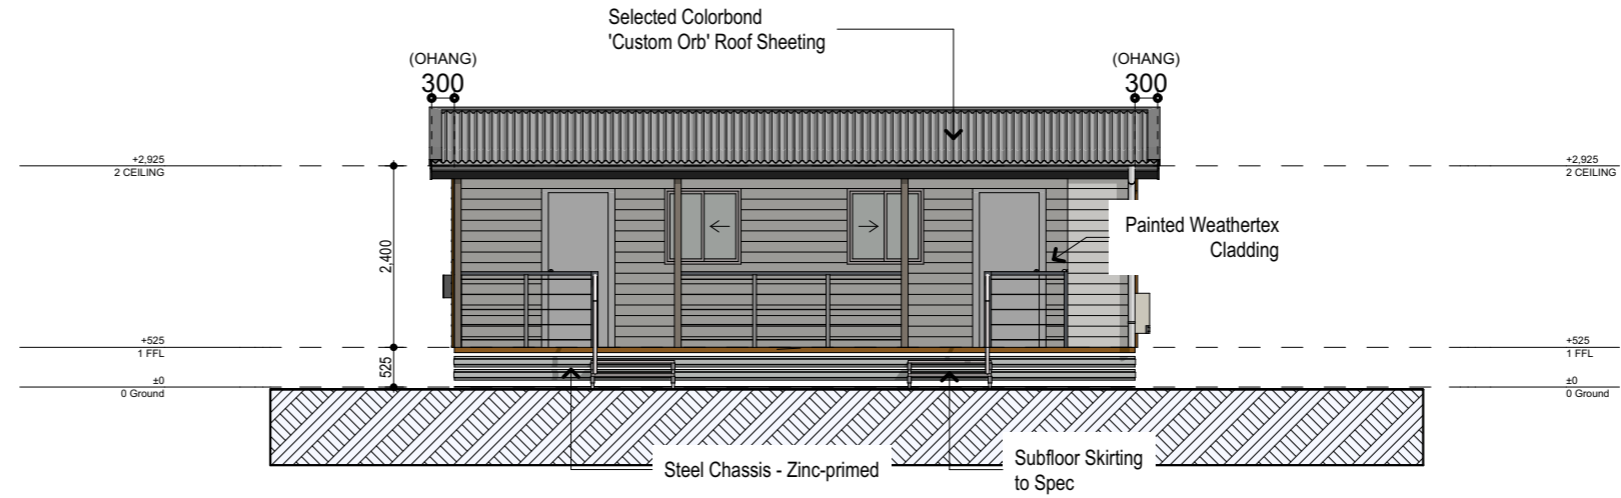 Selected Colorbond
'Custom Orb' Roof Sheeting
(OHANG)
300
(OHANG)
300
+2,925
2 CEILING
+2,925
2 CEILING
2,400
Painted Weathertex
Cladding
+525
1 FFL
+525
1 FFL
525
±0
0 Ground
±0
0 Ground
Steel Chassis - Zinc-primed
Subfloor Skirting
to Spec